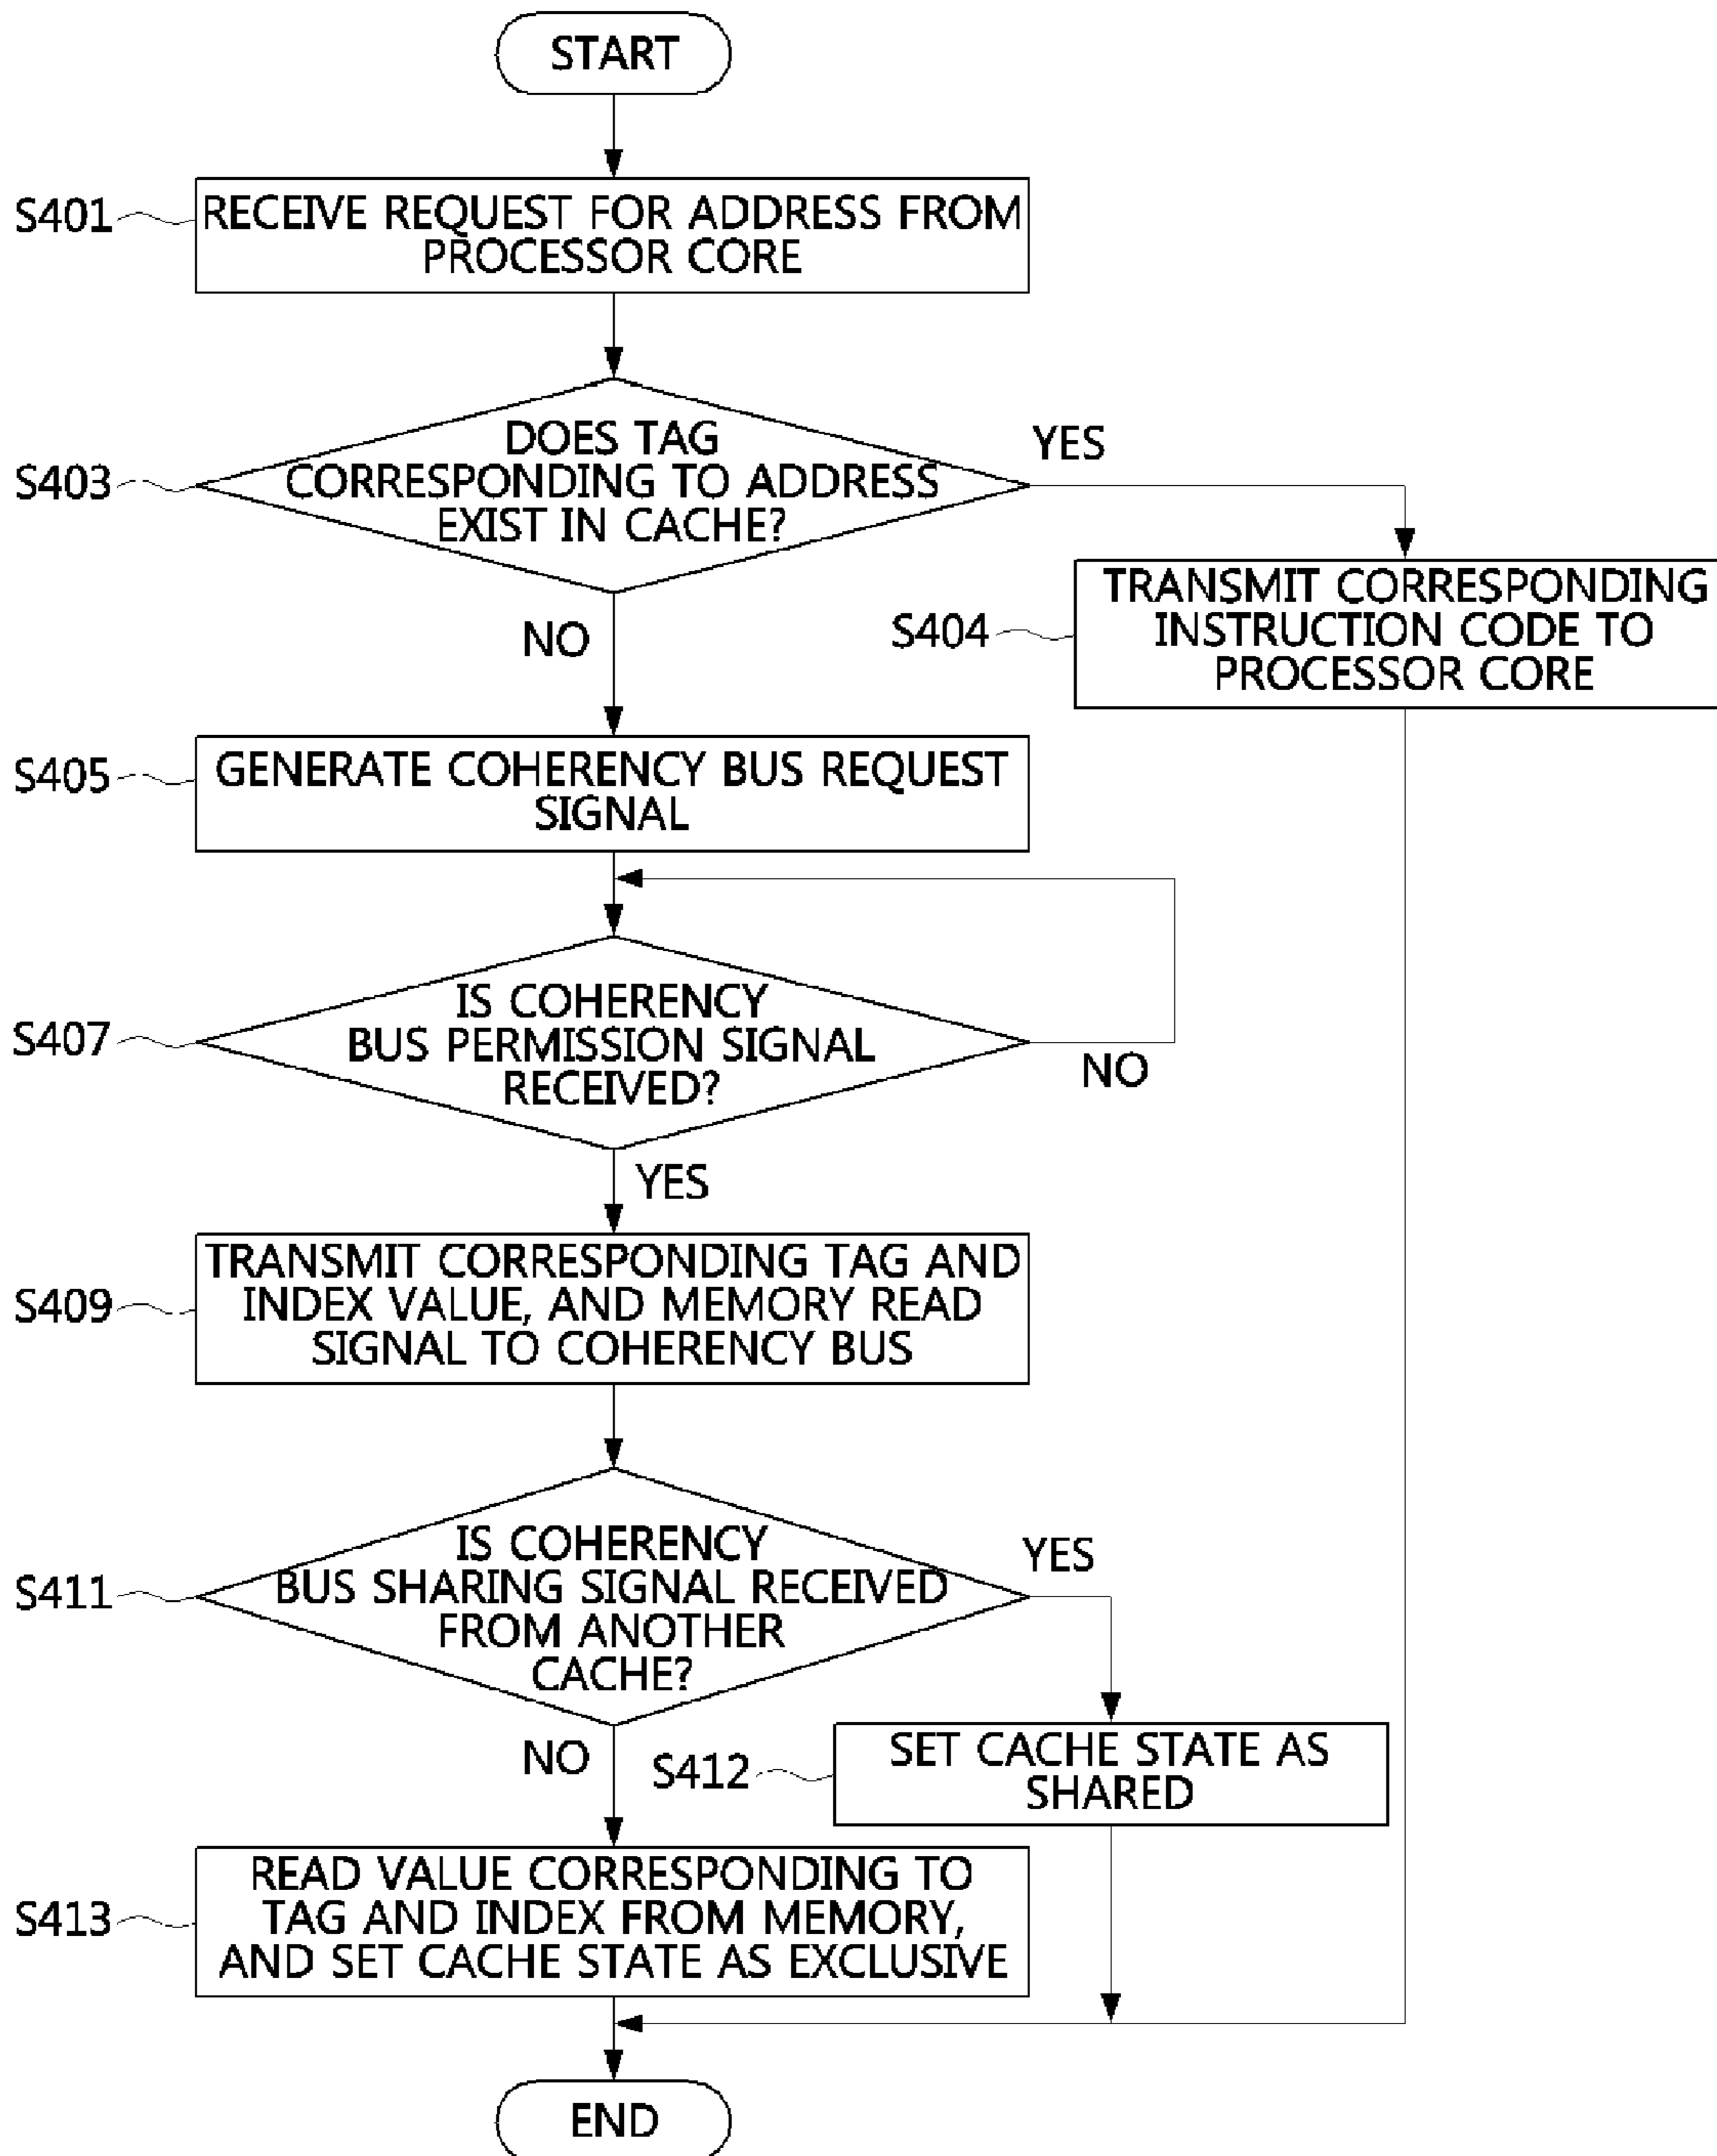 START
S401
RECEIVE REQUEST FOR ADDRESS FROM
PROCESSOR CORE
S403
DOES TAG
CORRESPONDING TO ADDRESS
EXIST IN CACHE?
YES
NO
S404
TRANSMIT CORRESPONDING
INSTRUCTION CODE TO
PROCESSOR CORE
S405
GENERATE COHERENCY BUS REQUEST
SIGNAL
S407
IS COHERENCY
BUS PERMISSION SIGNAL
RECEIVED?
NO
YES
S409
TRANSMIT CORRESPONDING TAG AND
INDEX VALUE, AND MEMORY READ
SIGNAL TO COHERENCY BUS
S411
IS COHERENCY
BUS SHARING SIGNAL RECEIVED
FROM ANOTHER
CACHE?
YES
NO
S412
SET CACHE STATE AS
SHARED
S413
READ VALUE CORRESPONDING TO
TAG AND INDEX FROM MEMORY,
AND SET CACHE STATE AS EXCLUSIVE
END